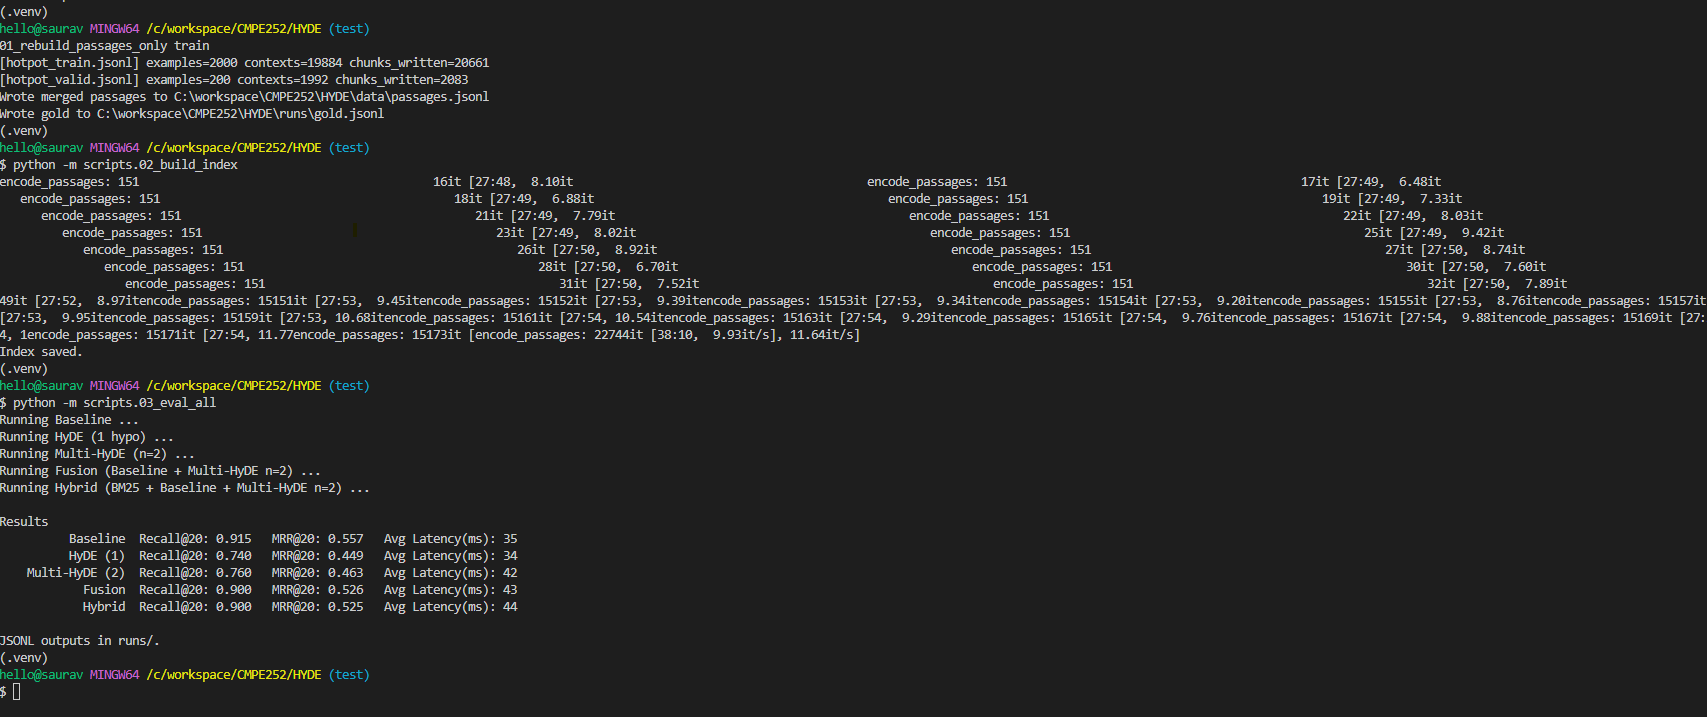 (.venv)
hello@saurav MINGW64 /c/workspace/CMPE252/HYDE (test)
01_rebuild_passages_only train
[hotpot_train.jsonl] examples=2000 contexts=19884 chunks_written=20661
[hotpot_valid.jsonl] examples=200 contexts=1992 chunks_written=2083
Wrote merged passages to C:\workspace\CMPE252\HYDE\data\passages.jsonl
Wrote gold to C:\workspace\CMPE252\HYDE\runs\gold.jsonl
(.venv)
hello@saurav MINGW64 /c/workspace/CMPE252/HYDE (test)
$ python -m scripts.02_build_index
encode_passages: 151 16it [27:48, 8.10it encode_passages: 151 17it [27:49, 6.48it
encode_passages: 151 18it [27:49, 6.88it encode_passages: 151 19it [27:49, 7.33it
encode_passages: 151 21it [27:49, 7.79it encode_passages: 151 22it [27:49, 8.03it
encode_passages: 151 23it [27:49, 8.02it encode_passages: 151 25it [27:49, 9.42it
encode_passages: 151 26it [27:50, 8.92it encode_passages: 151 27it [27:50, 8.74it
encode_passages: 151 28it [27:50, 6.70it encode_passages: 151 30it [27:50, 7.60it
encode_passages: 151 31it [27:50, 7.52it encode_passages: 151 32it [27:50, 7.89it
49it [27:52, 8.97itencode_passages: 15151it [27:53, 9.45itencode_passages: 15152it [27:53, 9.39itencode_passages: 15153it [27:53, 9.34itencode_passages: 15154it [27:53, 9.20itencode_passages: 15155it [27:53, 8.76itencode_passages: 15157it
[27:53, 9.95itencode_passages: 15159it [27:53, 10.68itencode_passages: 15161it [27:54, 10.54itencode_passages: 15163it [27:54, 9.29itencode_passages: 15165it [27:54, 9.76itencode_passages: 15167it [27:54, 9.88itencode_passages: 15169it [27:
4, 1encode_passages: 15171it [27:54, 11.77encode_passages: 15173it [encode_passages: 22744it [38:10, 9.93it/s], 11.64it/s]
Index saved.
(.venv)
hello@saurav MINGW64 /c/workspace/CMPE252/HYDE (test)
$ python -m scripts.03_eval_all
Running Baseline ...
Running HyDE (1 hypo) ...
Running Multi-HyDE (n=2) ...
Running Fusion (Baseline + Multi-HyDE n=2) ...
Running Hybrid (BM25 + Baseline + Multi-HyDE n=2) ...
Results
Baseline Recall@20: 0.915 MRR@20: 0.557 Avg Latency(ms): 35
HyDE (1) Recall@20: 0.740 MRR@20: 0.449 Avg Latency(ms): 34
Multi-HyDE (2) Recall@20: 0.760 MRR@20: 0.463 Avg Latency(ms): 42
Fusion Recall@20: 0.900 MRR@20: 0.526 Avg Latency(ms): 43
Hybrid Recall@20: 0.900 MRR@20: 0.525 Avg Latency(ms): 44
JSONL outputs in runs/.
(.venv)
hello@saurav MINGW64 /c/workspace/CMPE252/HYDE (test)
$